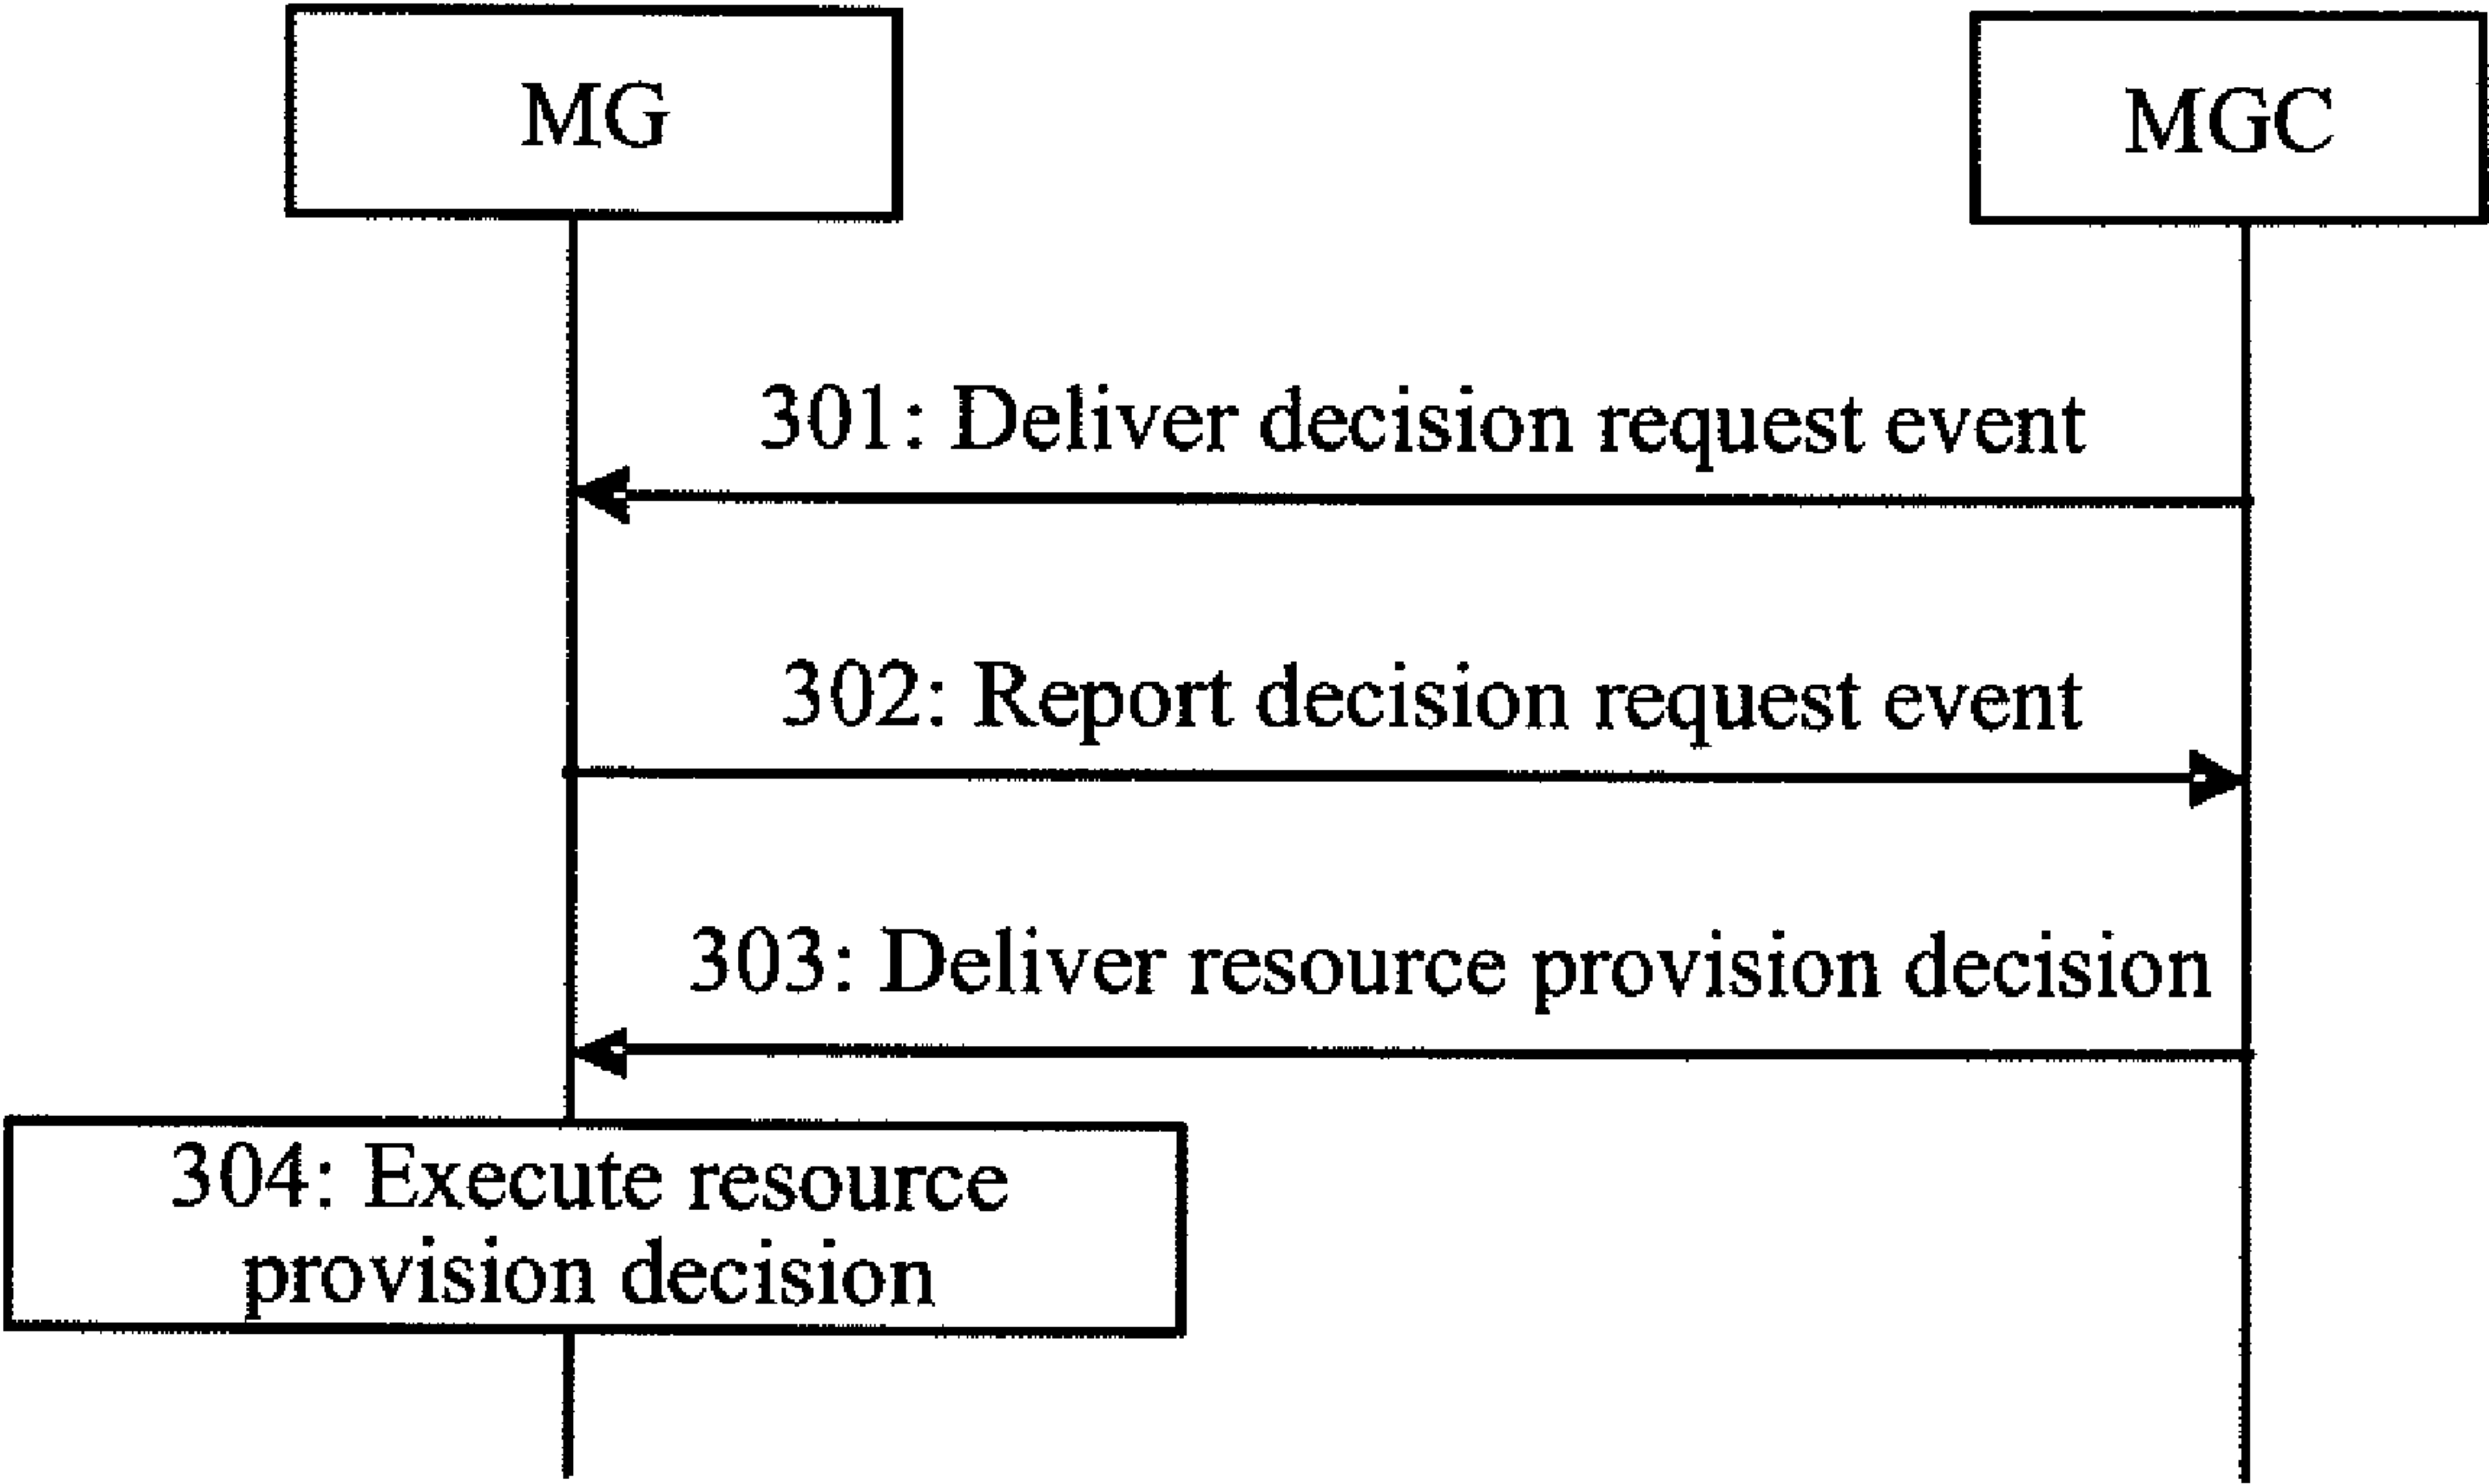 MG
MGC
301: Deliver decision request event
302: Report decision request event
303: Deliver resource provision decision
304: Execute resource
provision decision